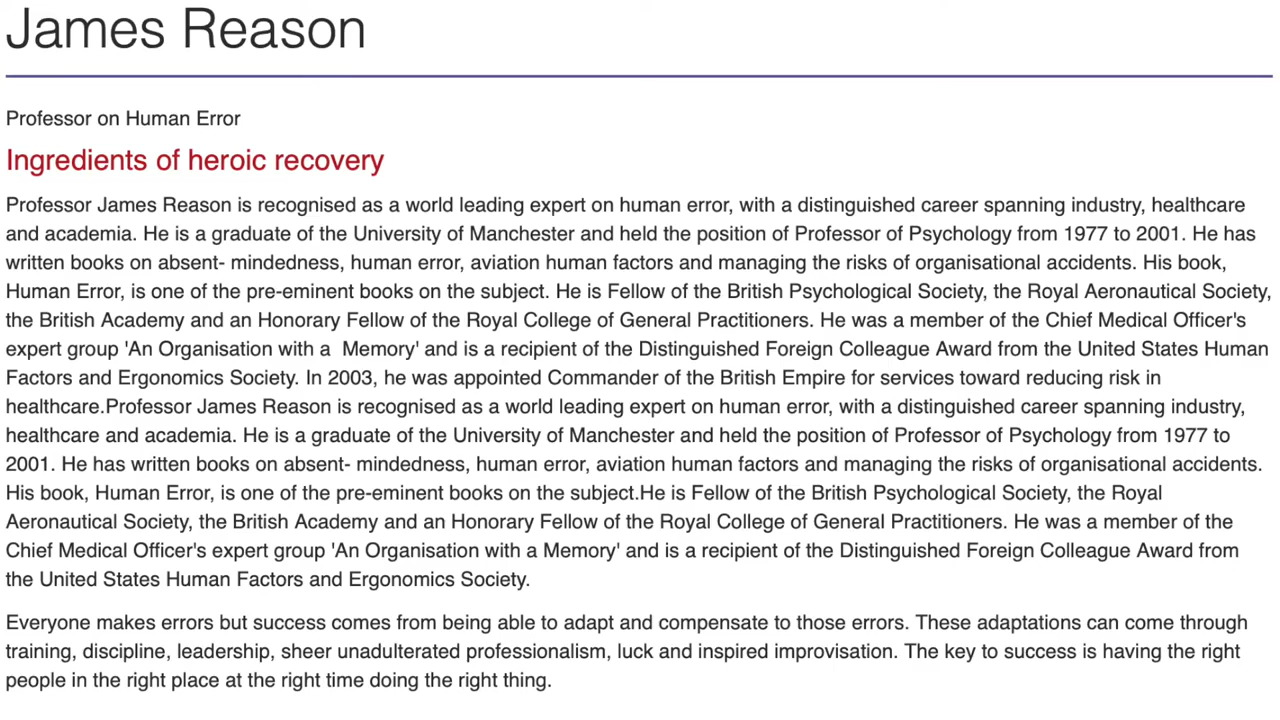 James Reason
Professor on Human Error
Ingredients of heroic recovery
Professor James Reason is recognised as a world leading expert on human error, with a distinguished career spanning industry, healthcare
and academia. He is a graduate of the University of Manchester and held the position of Professor of Psychology from 1977 to 2001. He has
written books on absent- mindedness, human error, aviation human factors and managing the risks of organisational accidents. His book,
Human Error, is one of the pre-eminent books on the subject. He is Fellow of the British Psychological Society, the Royal Aeronautical Society,
the British Academy and an Honorary Fellow of the Royal College of General Practitioners. He was a member of the Chief Medical Officer's
expert group 'An Organisation with a  Memory' and is a recipient of the Distinguished Foreign Colleague Award from the United States Human
Factors and Ergonomics Society. In 2003, he was appointed Commander of the British Empire for services toward reducing risk in
healthcare.Professor James Reason is recognised as a world leading expert on human error, with a distinguished career spanning industry,
healthcare and academia. He is a graduate of the University of Manchester and held the position of Professor of Psychology from 1977 to
2001. He has written books on absent- mindedness, human error, aviation human factors and managing the risks of organisational accidents.
His book, Human Error, is one of the pre-eminent books on the subject.He is Fellow of the British Psychological Society, the Royal
Aeronautical Society, the British Academy and an Honorary Fellow of the Royal College of General Practitioners. He was a member of the
Chief Medical Officer's expert group 'An Organisation with a Memory' and is a recipient of the Distinguished Foreign Colleague Award from
the United States Human Factors and Ergonomics Society.
Everyone makes errors but success comes from being able to adapt and compensate to those errors. These adaptations can come through
training, discipline, leadership, sheer unadulterated professionalism, luck and inspired improvisation. The key to success is having the right
people in the right place at the right time doing the right thing.